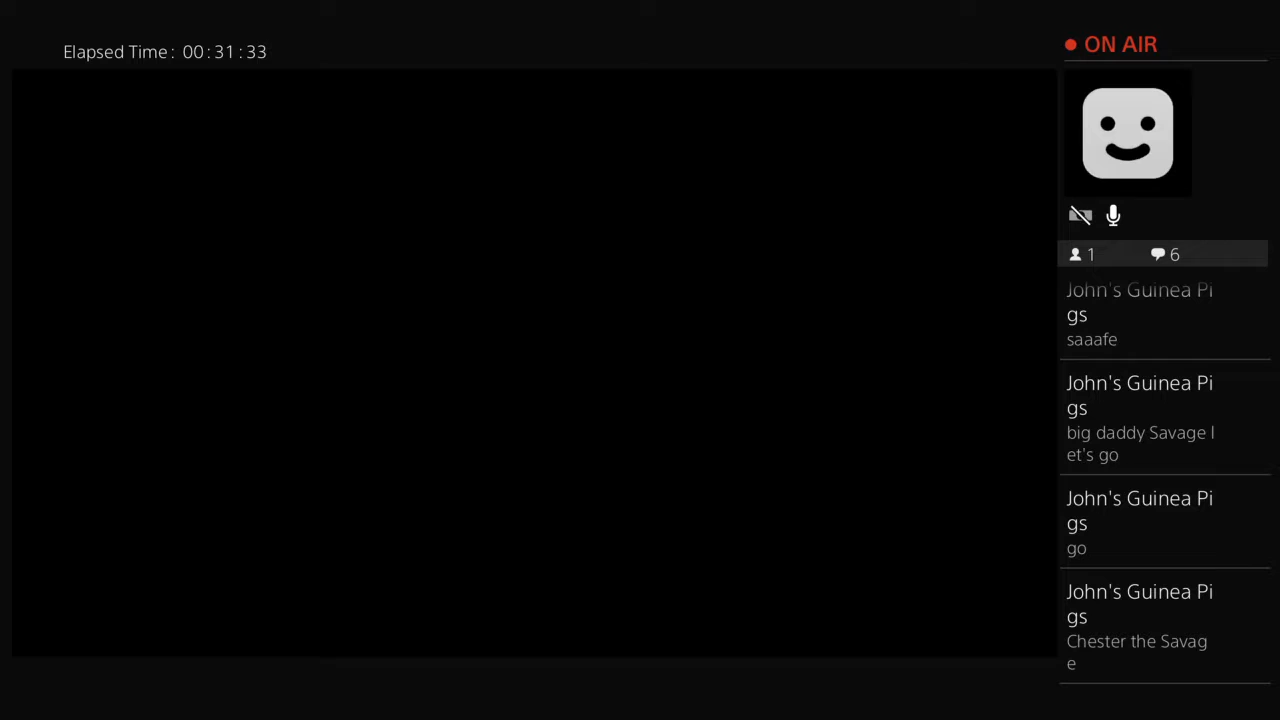 Elapsed Time: 00:31:33
ON AIR
1 6
John's Guinea Pi
gs
saaafe
John's Guinea Pi
gs
big daddy Savage l
et's go
John's Guinea Pi
gs
go
John's Guinea Pi
gs
Chester the Savag
e